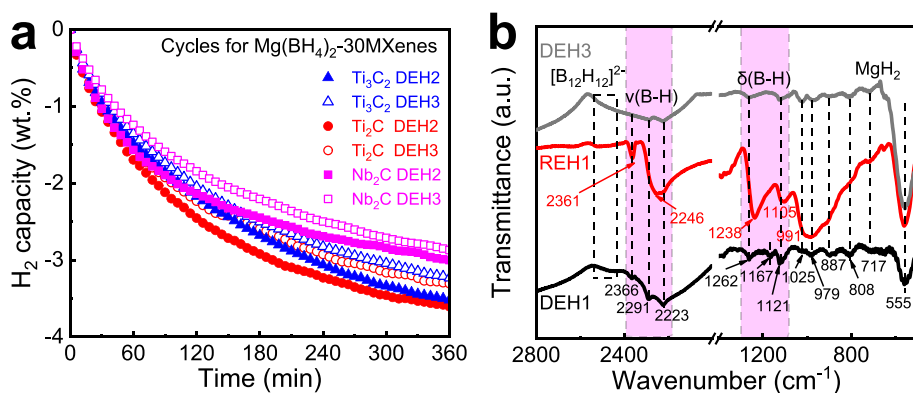 a
Cycles for Mg(BH₄)₂-30MXenes
Ti₃C₂ DEH2
Ti₃C₂ DEH3
Ti₂C DEH2
Ti₂C DEH3
Nb₂C DEH2
Nb₂C DEH3
H₂ capacity (wt.%)
0
-1
-2
-3
-4
0 60 120 180 240 300 360
Time (min)
b
DEH3
[B₁₂H₁₂]²⁻
ν(B-H)
δ(B-H)
MgH₂
REH1
2361
2246
1238
1105
991
DEH1
2366
2291
2223
1262
1167
1121
1025
979
887
808
717
555
Transmittance (a.u.)
2800 2400 1200 800
Wavenumber (cm⁻¹)